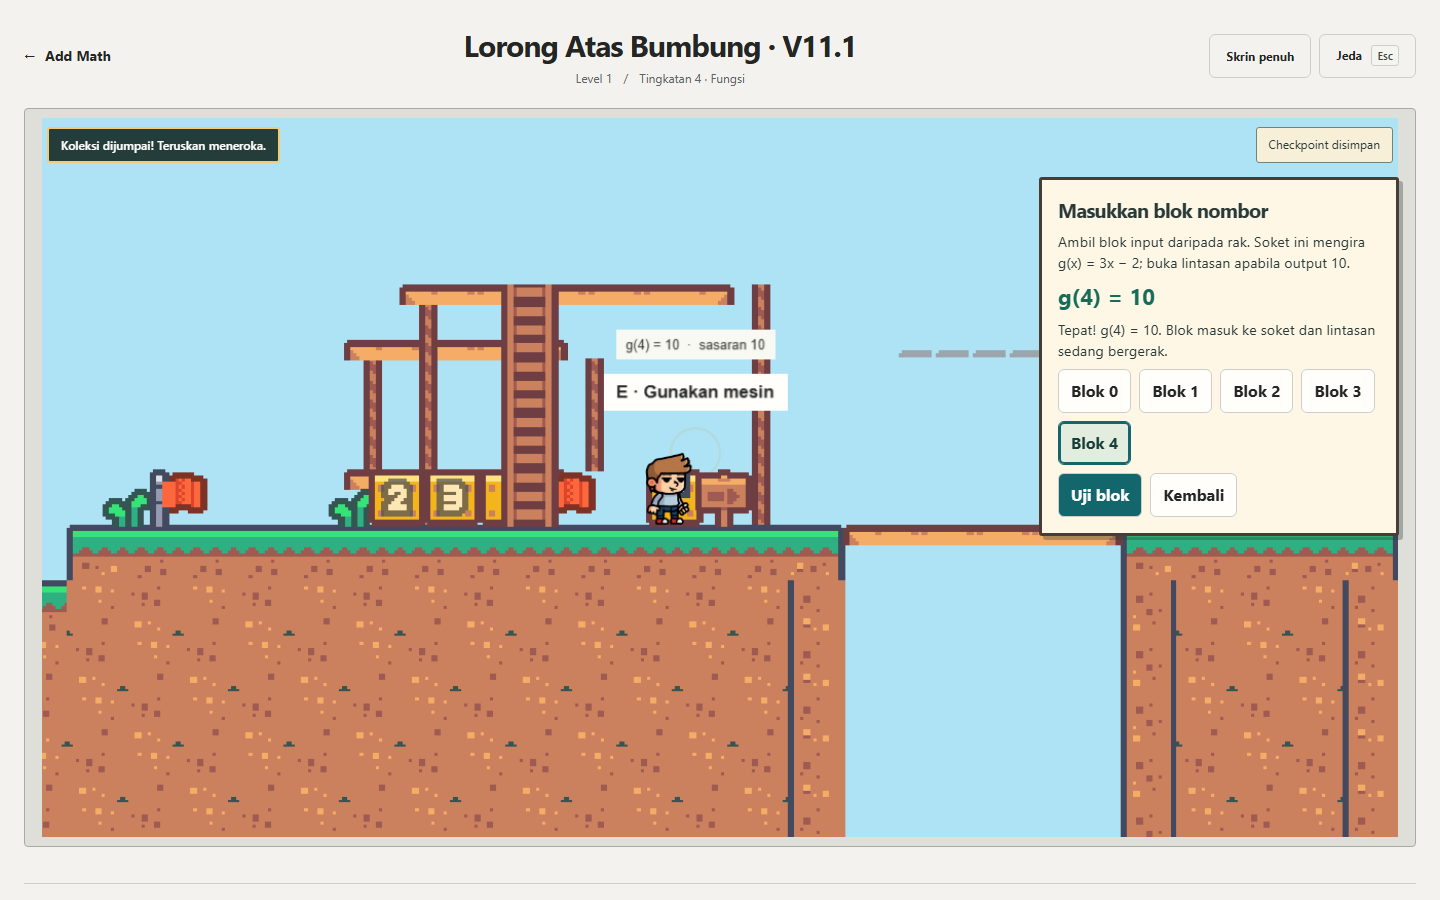 ← Add Math
Lorong Atas Bumbung · V11.1
Level 1 / Tingkatan 4 · Fungsi
Skrin penuh
Jeda Esc
Koleksi dijumpai! Teruskan meneroka.
Checkpoint disimpan
Masukkan blok nombor
Ambil blok input daripada rak. Soket ini mengira
g(x) = 3x − 2; buka lintasan apabila output 10.
g(4) = 10
Tepat! g(4) = 10. Blok masuk ke soket dan lintasan
sedang bergerak.
Blok 0 Blok 1 Blok 2 Blok 3
Blok 4
Uji blok Kembali
g(4) = 10 · sasaran 10
E · Gunakan mesin
2 3